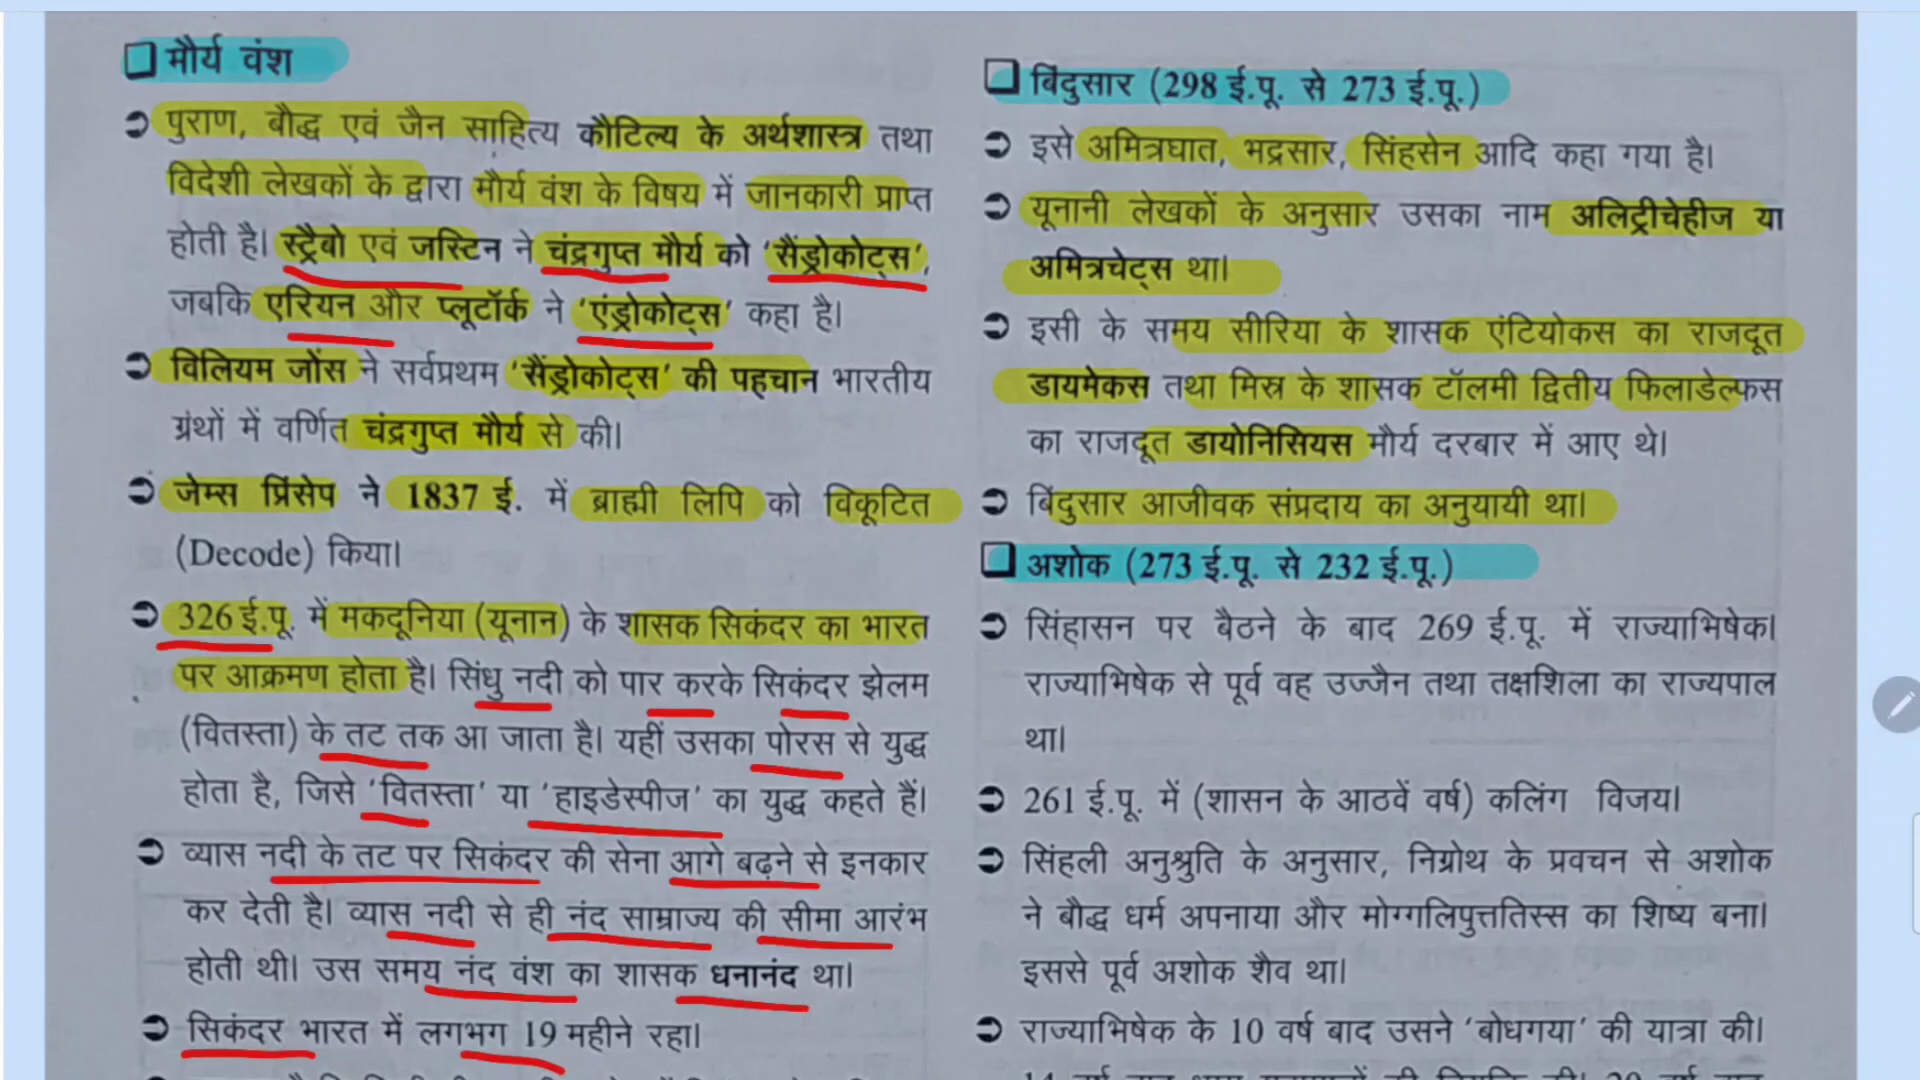 मौर्य वंश
पुराण, बौद्ध एवं जैन साहित्य कौटिल्य के अर्थशास्त्र तथा
विदेशी लेखकों के द्वारा मौर्य वंश के विषय में जानकारी प्राप्त
होती है। स्ट्रैबो एवं जस्टिन ने चंद्रगुप्त मौर्य को 'सैंड्रोकोट्स',
जबकि एरियन और प्लूटॉर्क ने 'एंड्रोकोट्स' कहा है।
विलियम जोंस ने सर्वप्रथम 'सैंड्रोकोट्स' की पहचान भारतीय
ग्रंथों में वर्णित चंद्रगुप्त मौर्य से की।
जेम्स प्रिंसेप ने 1837 ई. में ब्राह्मी लिपि को विकूटित
(Decode) किया।
326 ई.पू. में मकदूनिया (यूनान) के शासक सिकंदर का भारत
पर आक्रमण होता है। सिंधु नदी को पार करके सिकंदर झेलम
(वितस्ता) के तट तक आ जाता है। यहीं उसका पोरस से युद्ध
होता है, जिसे 'वितस्ता' या 'हाइडेस्पीज' का युद्ध कहते हैं।
व्यास नदी के तट पर सिकंदर की सेना आगे बढ़ने से इनकार
कर देती है। व्यास नदी से ही नंद साम्राज्य की सीमा आरंभ
होती थी। उस समय नंद वंश का शासक धनानंद था।
सिकंदर भारत में लगभग 19 महीने रहा।
बिंदुसार (298 ई.पू. से 273 ई.पू.)
इसे अमित्रघात, भद्रसार, सिंहसेन आदि कहा गया है।
यूनानी लेखकों के अनुसार उसका नाम अलिट्रीचेहीज या
अमित्रचेट्स था।
इसी के समय सीरिया के शासक एंटियोकस का राजदूत
डायमेकस तथा मिस्र के शासक टॉलमी द्वितीय फिलाडेल्फस
का राजदूत डायोनिसियस मौर्य दरबार में आए थे।
बिंदुसार आजीवक संप्रदाय का अनुयायी था।
अशोक (273 ई.पू. से 232 ई.पू.)
सिंहासन पर बैठने के बाद 269 ई.पू. में राज्याभिषेक।
राज्याभिषेक से पूर्व वह उज्जैन तथा तक्षशिला का राज्यपाल
था।
261 ई.पू. में (शासन के आठवें वर्ष) कलिंग विजय।
सिंहली अनुश्रुति के अनुसार, निग्रोथ के प्रवचन से अशोक
ने बौद्ध धर्म अपनाया और मोग्गलिपुत्ततिस्स का शिष्य बना।
इससे पूर्व अशोक शैव था।
राज्याभिषेक के 10 वर्ष बाद उसने 'बोधगया' की यात्रा की।